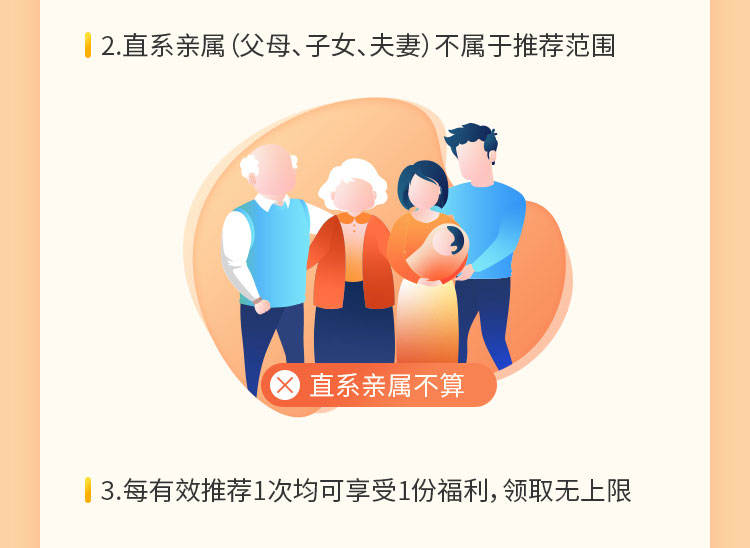 2.直系亲属（父母、子女、夫妻）不属于推荐范围
直系亲属不算
3.每有效推荐1次均可享受1份福利，领取无上限